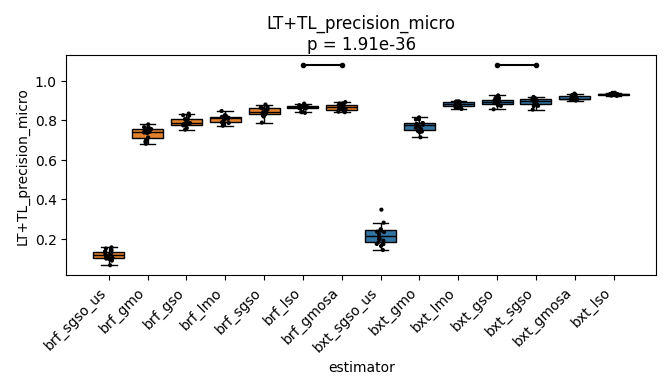 LT+TL_precision_micro
p = 1.91e-36
LT+TL_precision_micro
1.0
0.8
0.6
0.4
0.2
brf_sgso_us
brf_gmo
brf_gso
brf_lmo
brf_sgso
brf_lso
brf_gmosa
bxt_sgso_us
bxt_gmo
bxt_lmo
bxt_gso
bxt_sgso
bxt_gmosa
bxt_lso
estimator